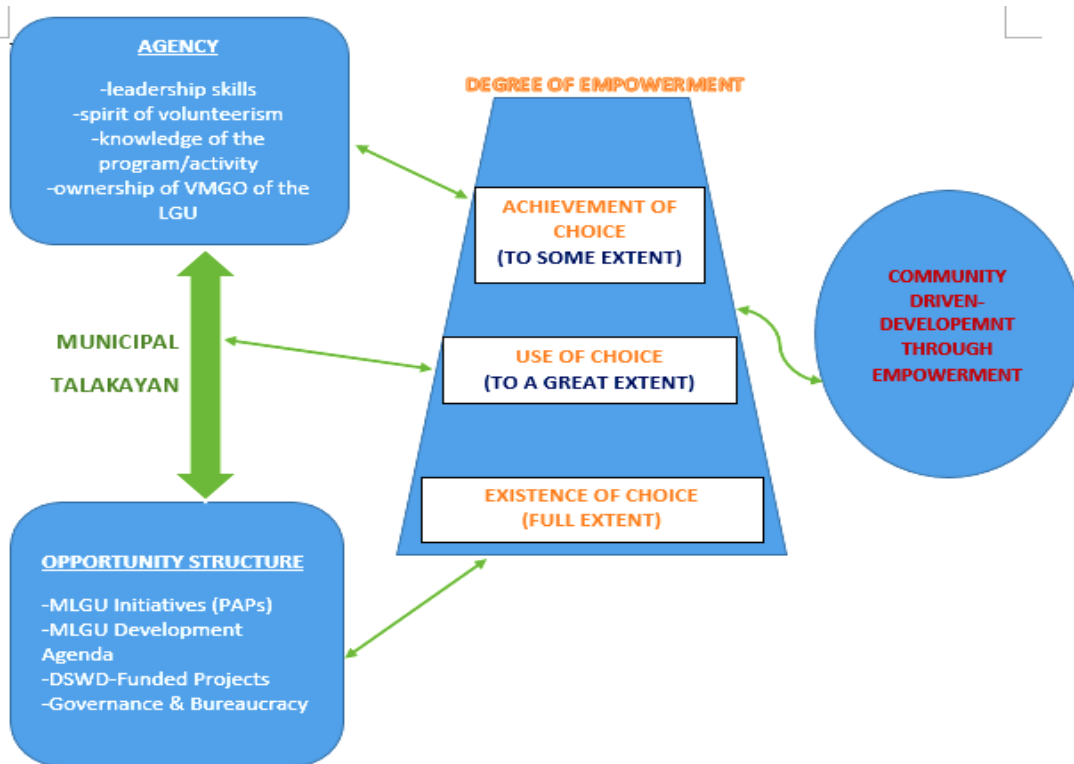 AGENCY
-leadership skills
-spirit of volunteerism
-knowledge of the
program/activity
-ownership of VMGO of the
LGU
MUNICIPAL
TALAKAYAN
OPPORTUNITY STRUCTURE
-MLGU Initiatives (PAPs)
-MLGU Development
Agenda
-DSWD-Funded Projects
-Governance & Bureaucracy
DEGREE OF EMPOWERMENT
ACHIEVEMENT OF
CHOICE
(TO SOME EXTENT)
USE OF CHOICE
(TO A GREAT EXTENT)
EXISTENCE OF CHOICE
(FULL EXTENT)
COMMUNITY
DRIVEN-
DEVELOPEMNT
THROUGH
EMPOWERMENT